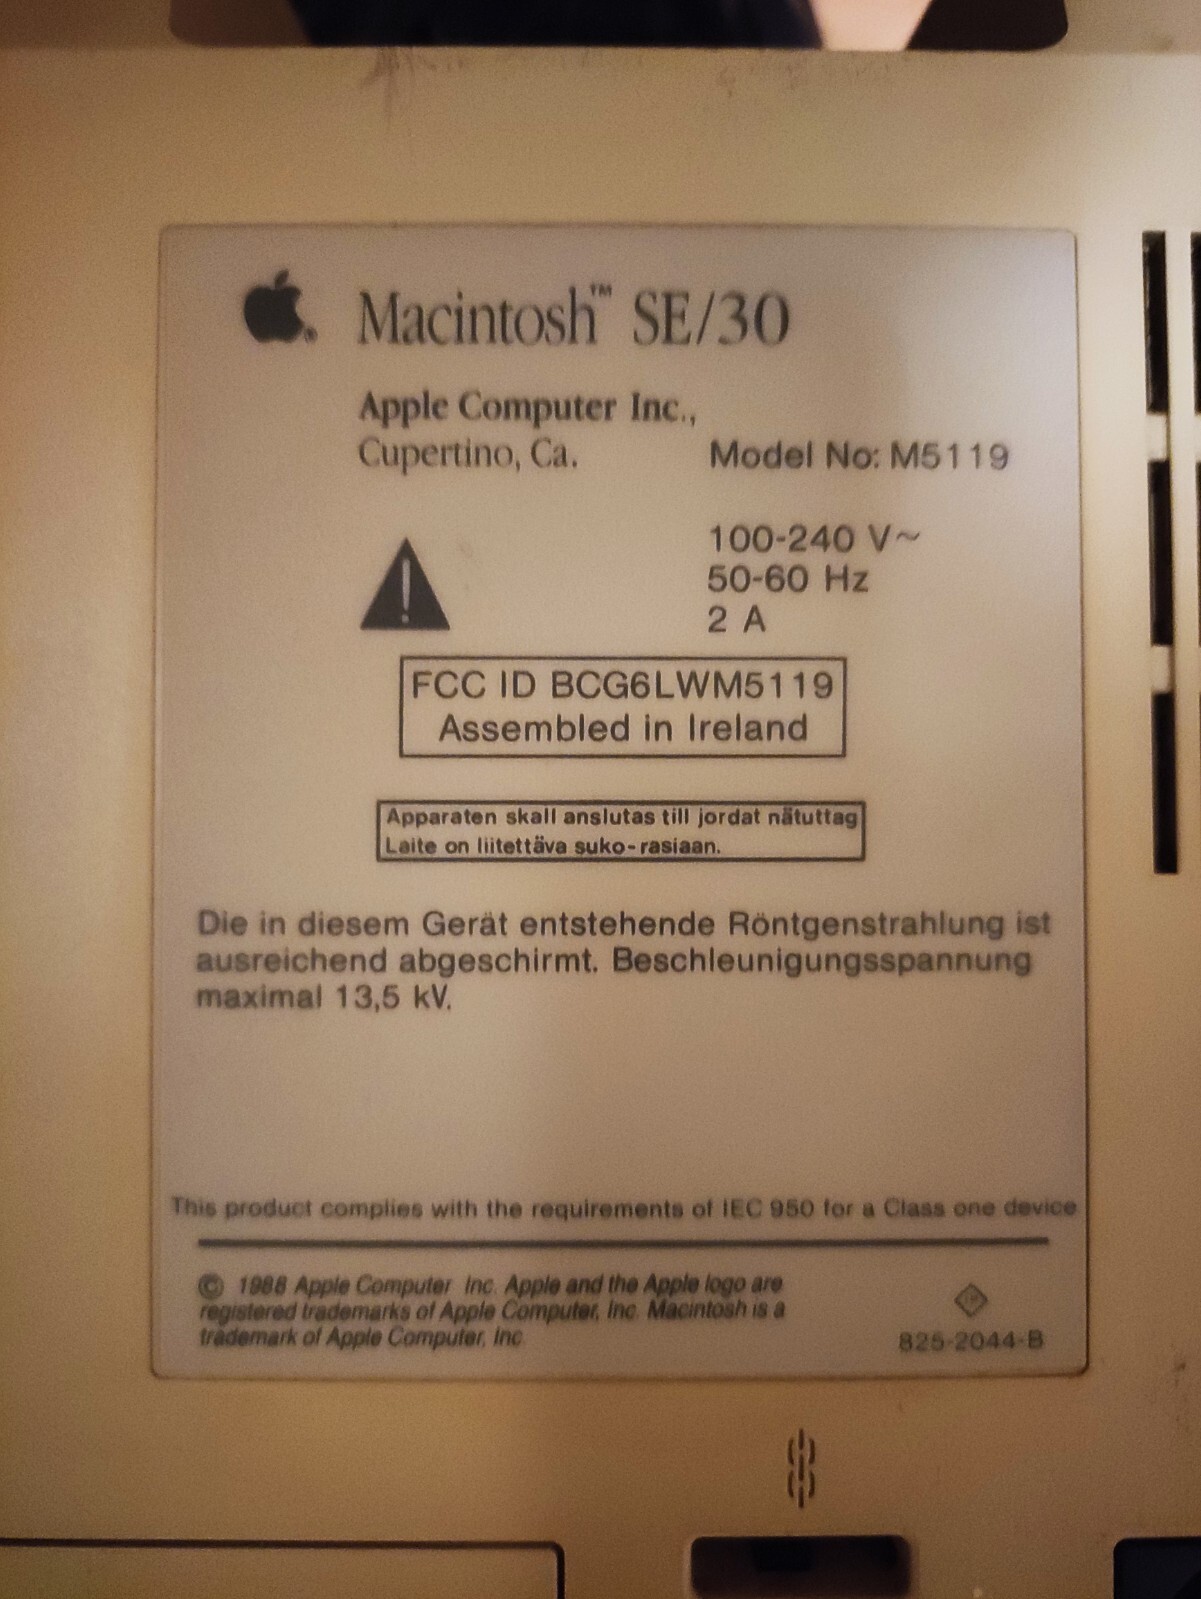 Macintosh™ SE/30
Apple Computer Inc.,
Cupertino, Ca. Model No: M5119
100-240 V~
50-60 Hz
2 A
FCC ID BCG6LWM5119
Assembled in Ireland
Apparaten skall anslutas till jordat nätuttag
Laite on liitettäva suko-rasiaan.
Die in diesem Gerät entstehende Röntgenstrahlung ist
ausreichend abgeschirmt. Beschleunigungsspannung
maximal 13,5 kV.
This product complies with the requirements of IEC 950 for a Class one device
© 1988 Apple Computer Inc. Apple and the Apple logo are
registered trademarks of Apple Computer, Inc. Macintosh is a
trademark of Apple Computer, Inc.
825-2044-B